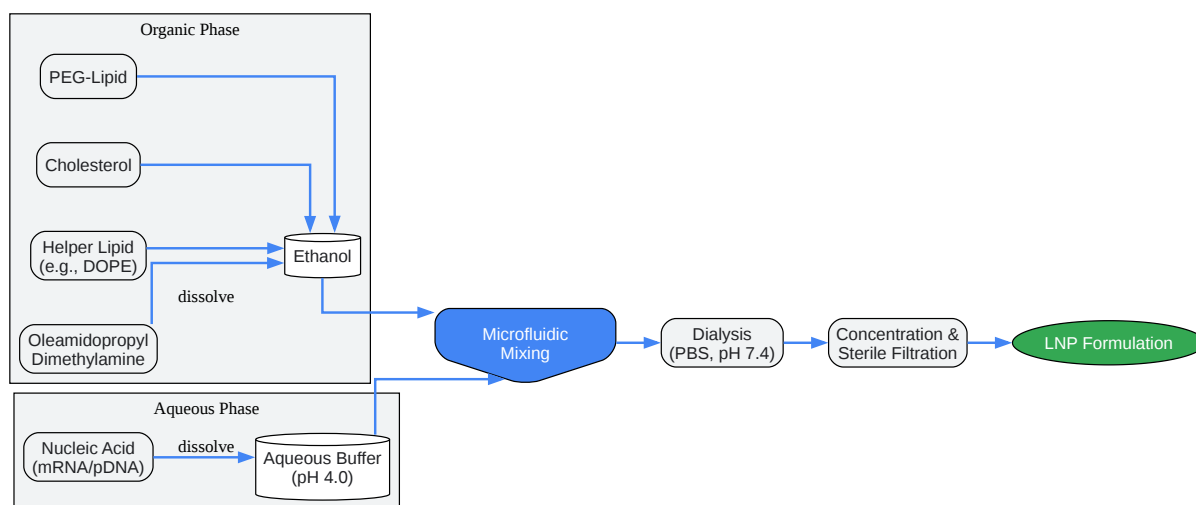 Organic Phase
PEG-Lipid
Cholesterol
Helper Lipid
(e.g., DOPE)
Ethanol
dissolve
Oleamidopropyl
Dimethylamine
Microfluidic
Mixing
Dialysis
(PBS, pH 7.4)
Concentration &
Sterile Filtration
LNP Formulation
Aqueous Phase
Nucleic Acid
(mRNA/pDNA)
dissolve
Aqueous Buffer
(pH 4.0)